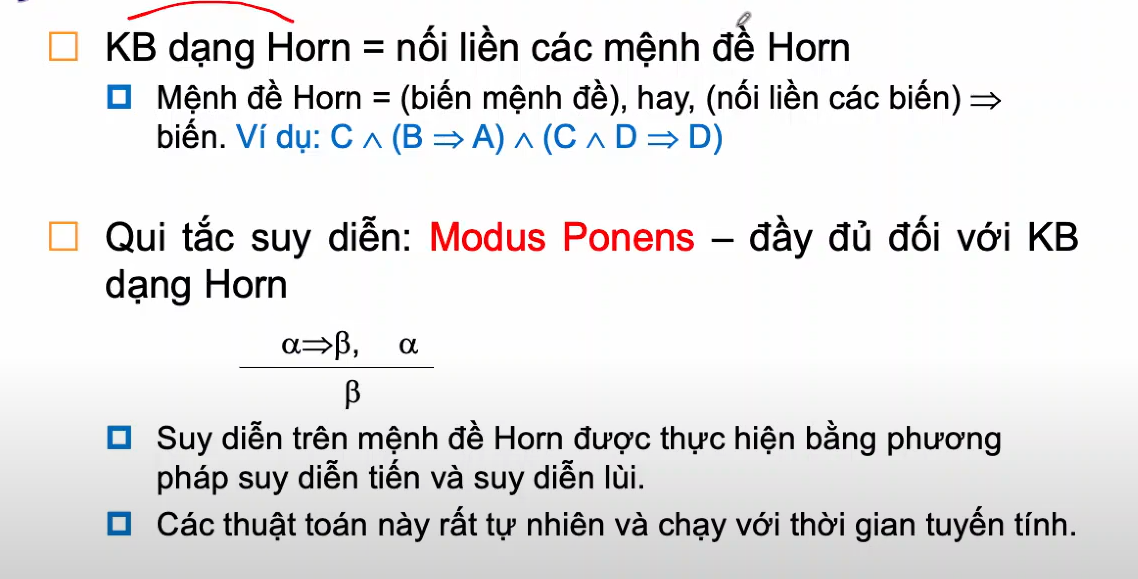 KB dạng Horn = nối liền các mệnh đề Horn
Mệnh đề Horn = (biến mệnh đề), hay, (nối liền các biến) ⇒
biến. Ví dụ: C ∧ (B ⇒ A) ∧ (C ∧ D ⇒ D)
Qui tắc suy diễn: Modus Ponens – đầy đủ đối với KB
dạng Horn
α⇒β, α
β
Suy diễn trên mệnh đề Horn được thực hiện bằng phương
pháp suy diễn tiến và suy diễn lùi.
Các thuật toán này rất tự nhiên và chạy với thời gian tuyến tính.